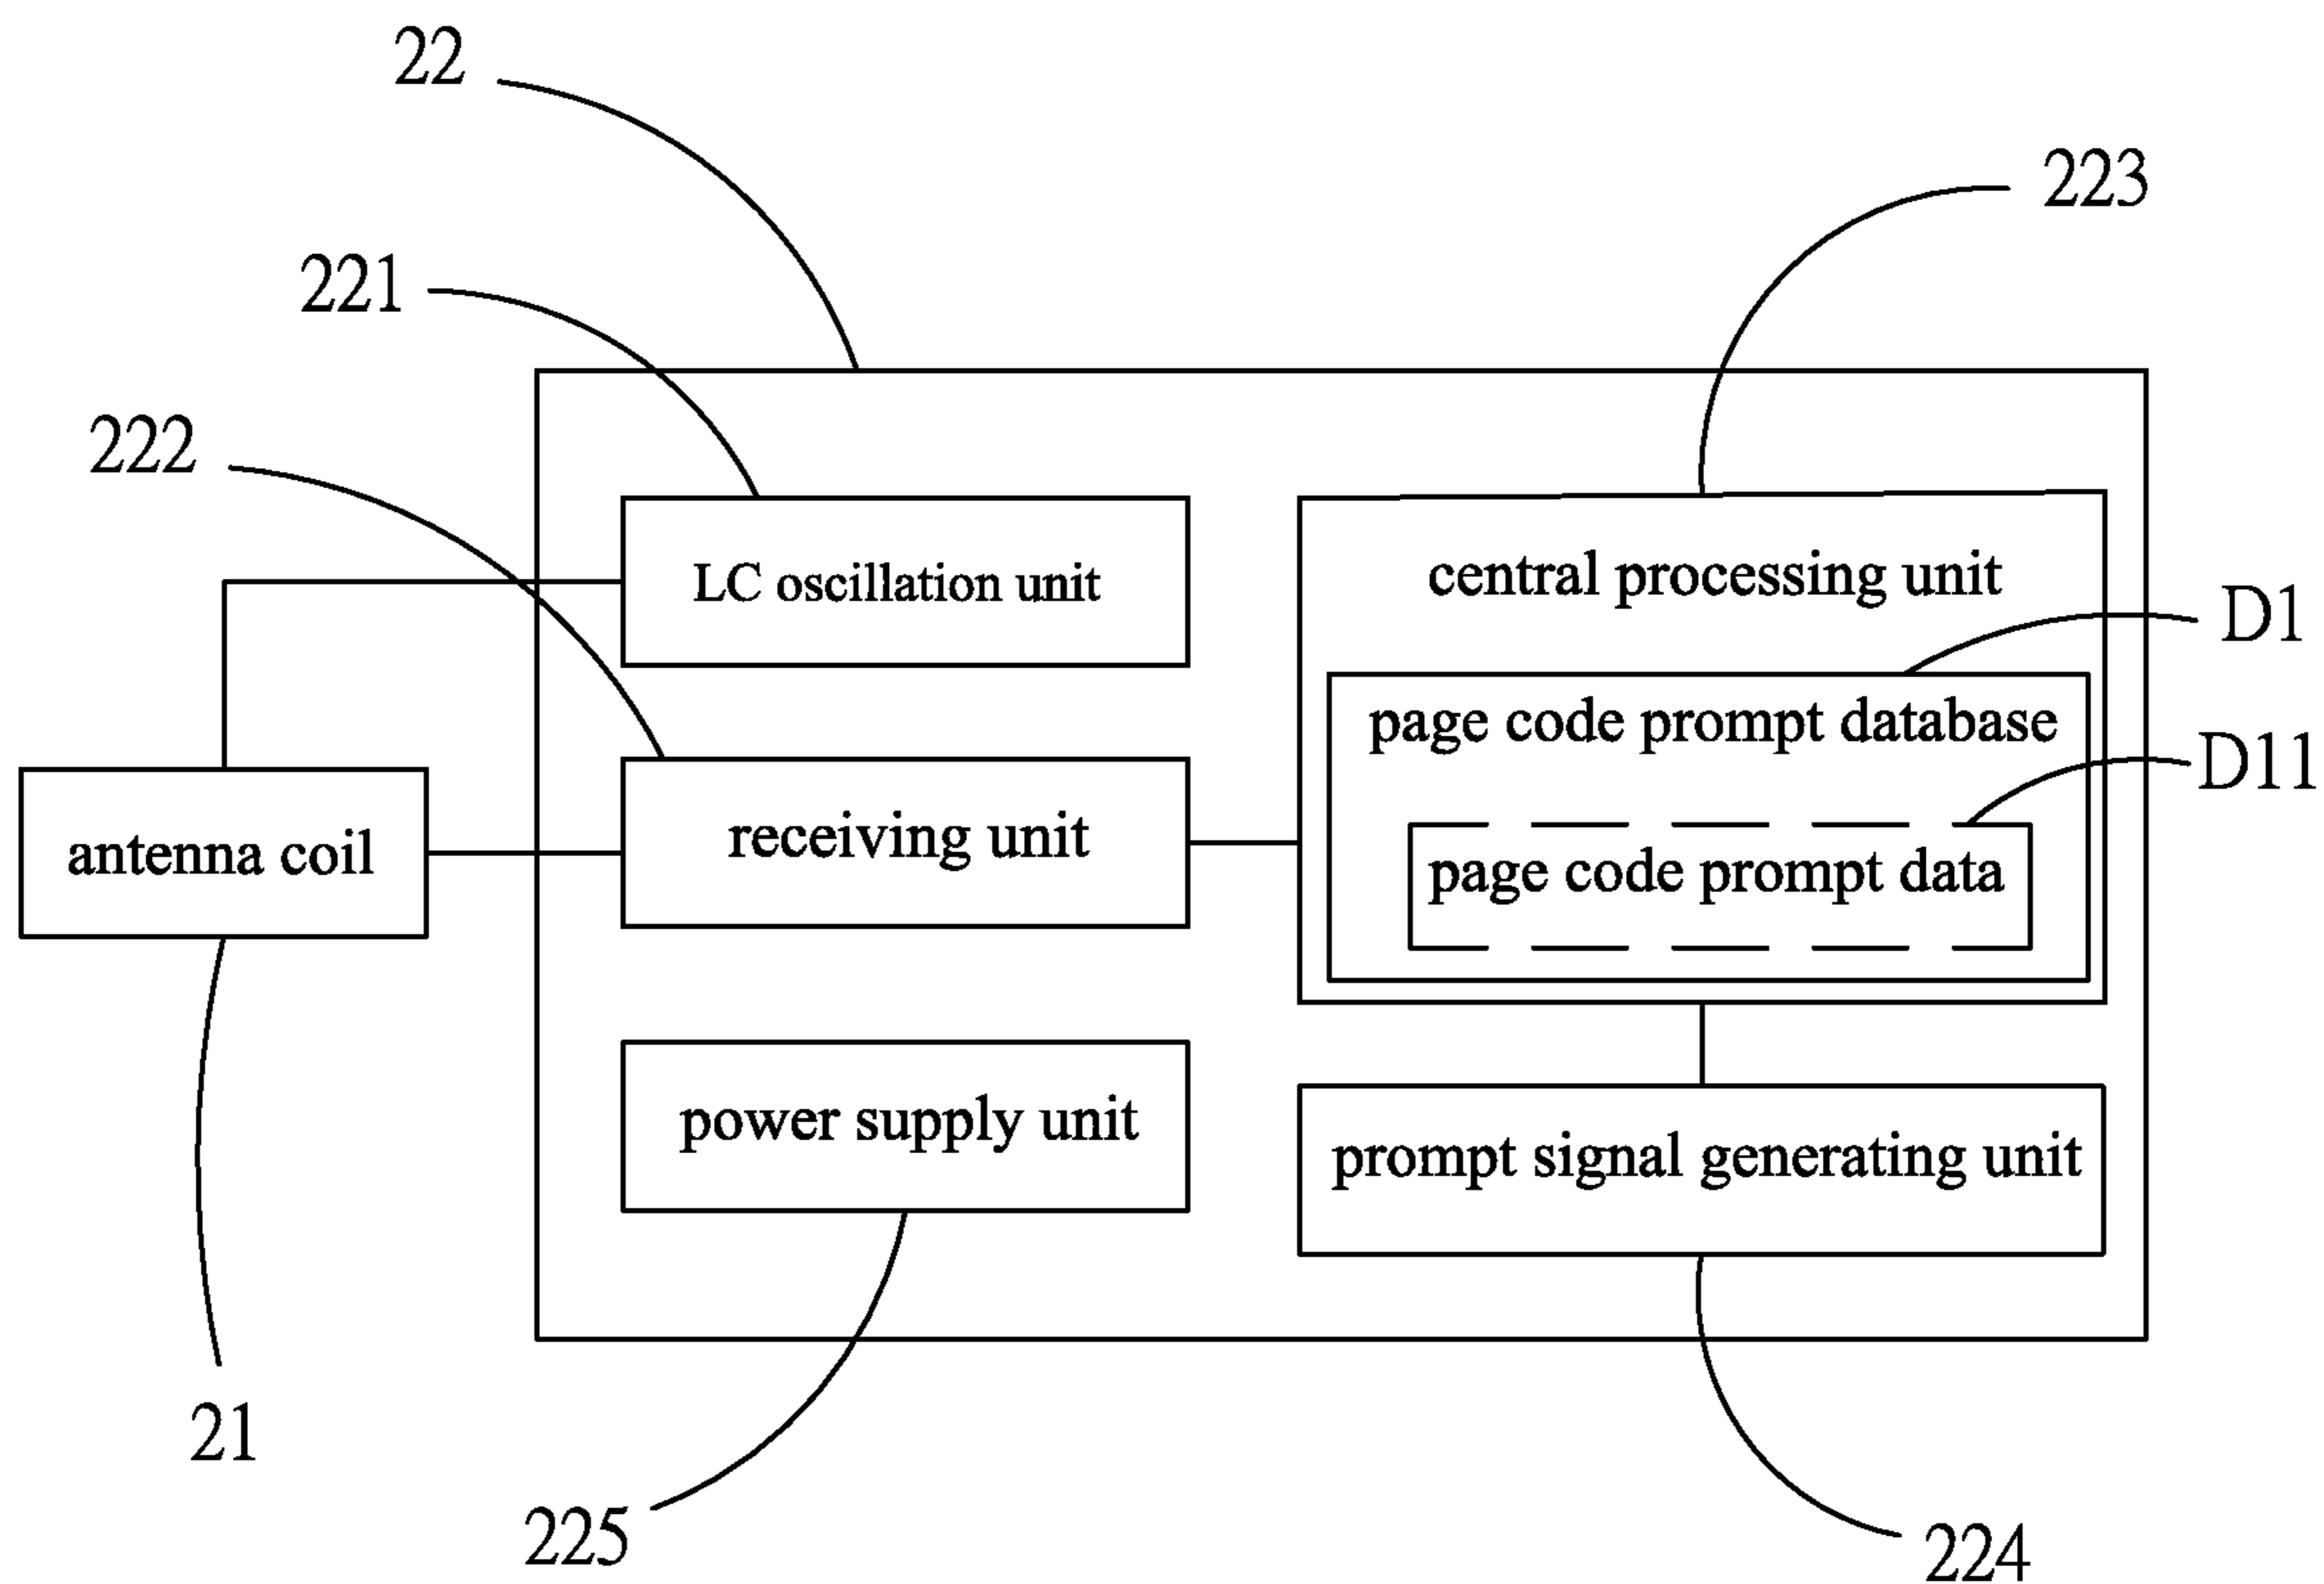 22
223
221
222
LC oscillation unit
central processing unit
D1
page code prompt database
D11
receiving unit
antenna coil
page code prompt data
power supply unit
prompt signal generating unit
21
225
224